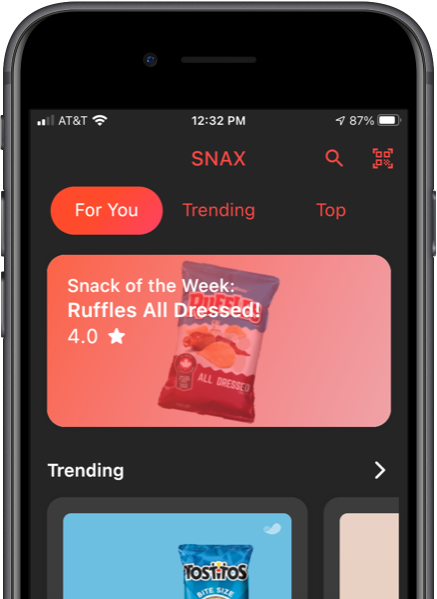 AT&T
12:32 PM
87%
SNAX
For You
Trending
Top
Snack of the Week:
Ruffles All Dressed!
4.0
RUFFLES
ALL DRESSED
Trending
TOSTITOS
BITE SIZE